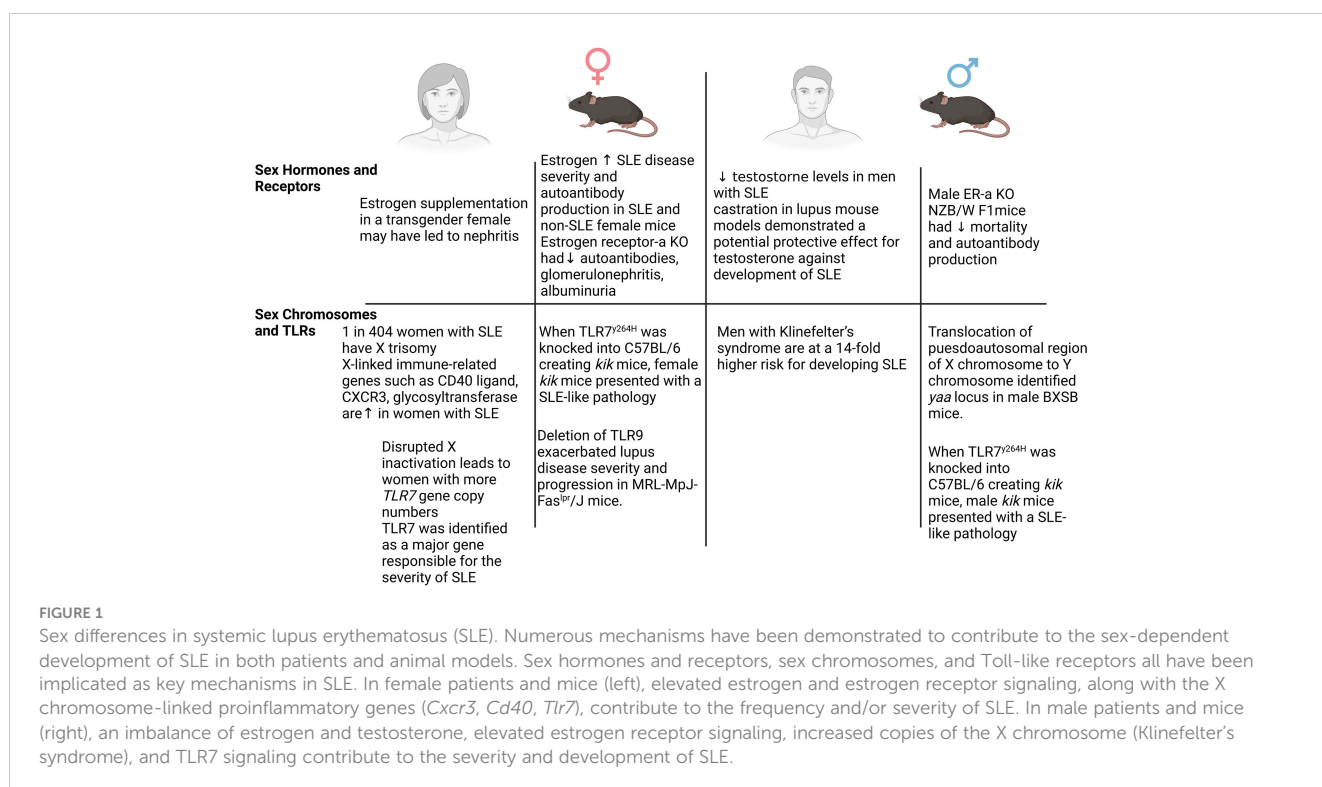 Sex Hormones and
Receptors
Estrogen supplementation
in a transgender female
may have led to nephritis
Estrogen ↑ SLE disease
severity and
autoantibody
production in SLE and
non-SLE female mice
Estrogen receptor-a KO
had↓ autoantibodies,
glomerulonephritis,
albuminuria
↓ testostorne levels in men
with SLE
castration in lupus mouse
models demonstrated a
potential protective effect for
testosterone against
development of SLE
Male ER-a KO
NZB/W F1mice
had ↓ mortality
and autoantibody
production
Sex Chromosomes
and TLRs
1 in 404 women with SLE
have X trisomy
X-linked immune-related
genes such as CD40 ligand,
CXCR3, glycosyltransferase
are↑ in women with SLE
Disrupted X
inactivation leads to
women with more
TLR7 gene copy
numbers
TLR7 was identified
as a major gene
responsible for the
severity of SLE
When TLR7y264H was
knocked into C57BL/6
creating kik mice, female
kik mice presented with a
SLE-like pathology
Deletion of TLR9
exacerbated lupus
disease severity and
progression in MRL-MpJ-
Faslpr/J mice.
Men with Klinefelter's
syndrome are at a 14-fold
higher risk for developing SLE
Translocation of
puesdoautosomal region
of X chromosome to Y
chromosome identified
yaa locus in male BXSB
mice.
When TLR7y264H was
knocked into
C57BL/6 creating kik
mice, male kik mice
presented with a SLE-
like pathology
FIGURE 1
Sex differences in systemic lupus erythematosus (SLE). Numerous mechanisms have been demonstrated to contribute to the sex-dependent
development of SLE in both patients and animal models. Sex hormones and receptors, sex chromosomes, and Toll-like receptors all have been
implicated as key mechanisms in SLE. In female patients and mice (left), elevated estrogen and estrogen receptor signaling, along with the X
chromosome-linked proinflammatory genes (Cxcr3, Cd40, Tlr7), contribute to the frequency and/or severity of SLE. In male patients and mice
(right), an imbalance of estrogen and testosterone, elevated estrogen receptor signaling, increased copies of the X chromosome (Klinefelter's
syndrome), and TLR7 signaling contribute to the severity and development of SLE.